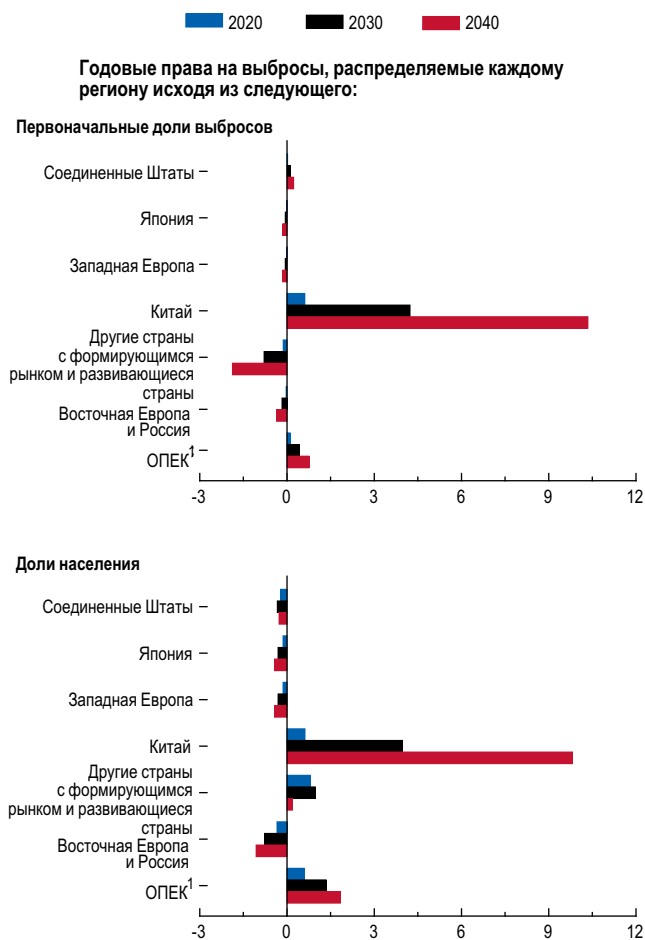 2020 2030 2040
Годовые права на выбросы, распределяемые каждому
региону исходя из следующего:
Первоначальные доли выбросов
Соединенные Штаты
Япония
Западная Европа
Китай
Другие страны
с формирующимся
рынком и развивающиеся
страны
Восточная Европа
и Россия
ОПЕК¹
-3 0 3 6 9 12
Доли населения
Соединенные Штаты
Япония
Западная Европа
Китай
Другие страны
с формирующимся
рынком и развивающиеся
страны
Восточная Европа
и Россия
ОПЕК¹
-3 0 3 6 9 12